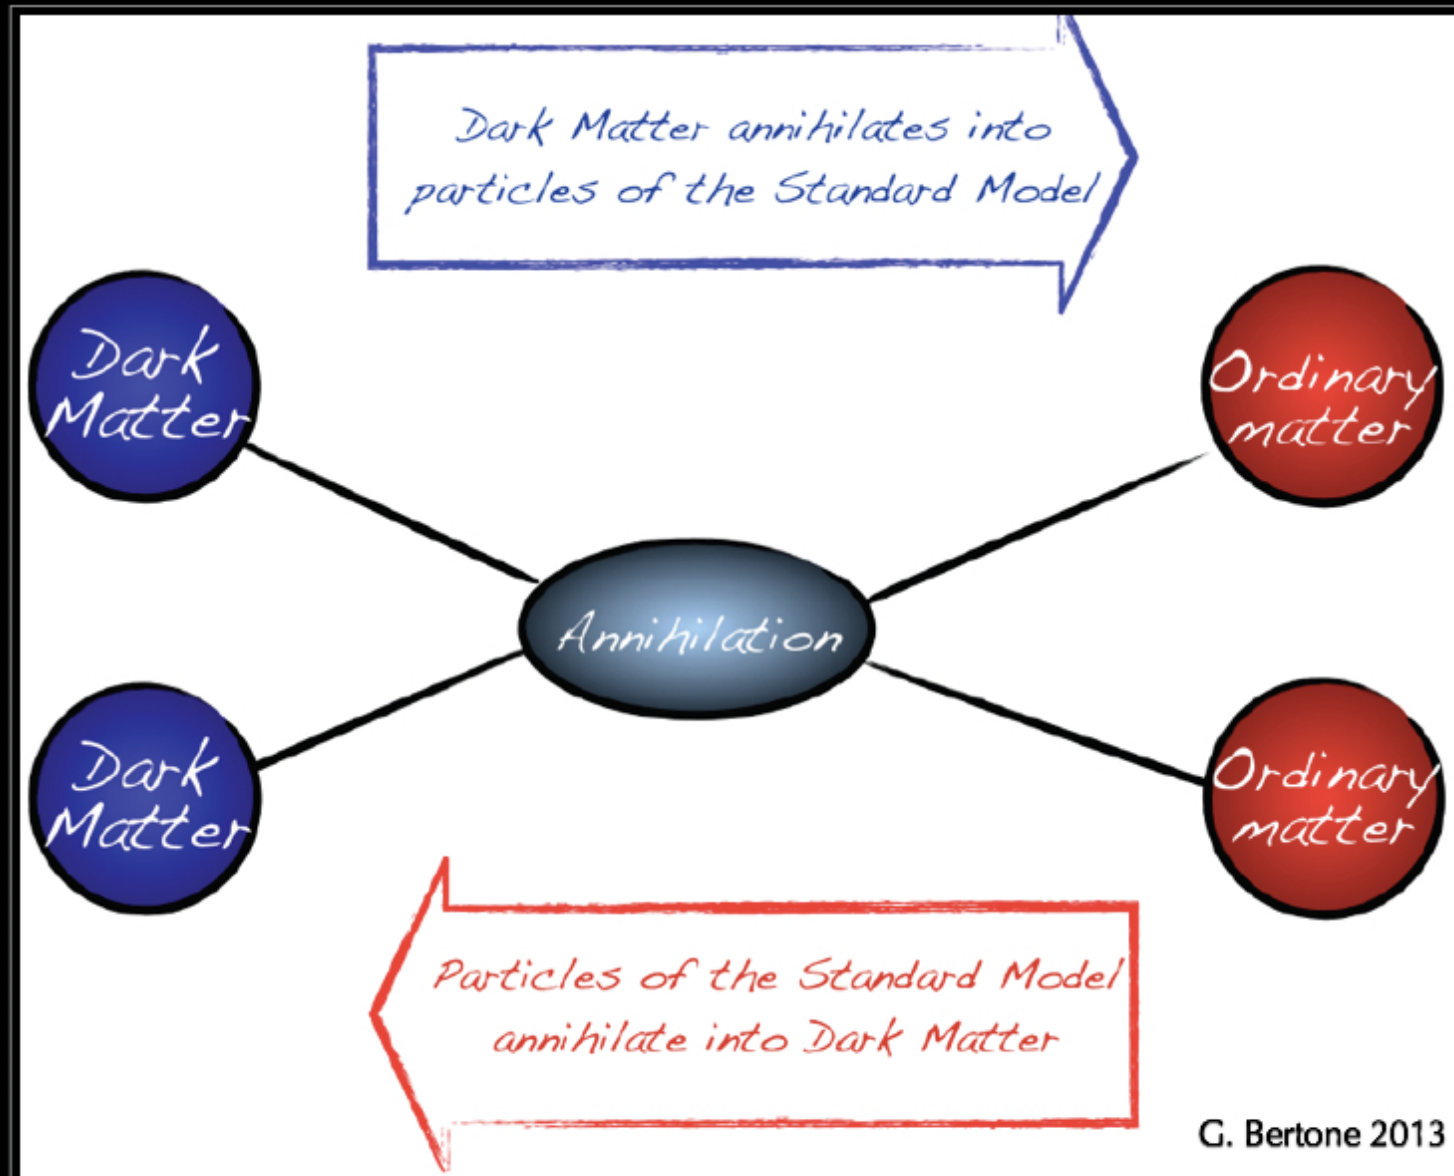 Dark Matter annihilates into
particles of the Standard Model
Dark
Matter
Ordinary
matter
Annihilation
Dark
Matter
Ordinary
matter
Particles of the Standard Model
annihilate into Dark Matter
G. Bertone 2013